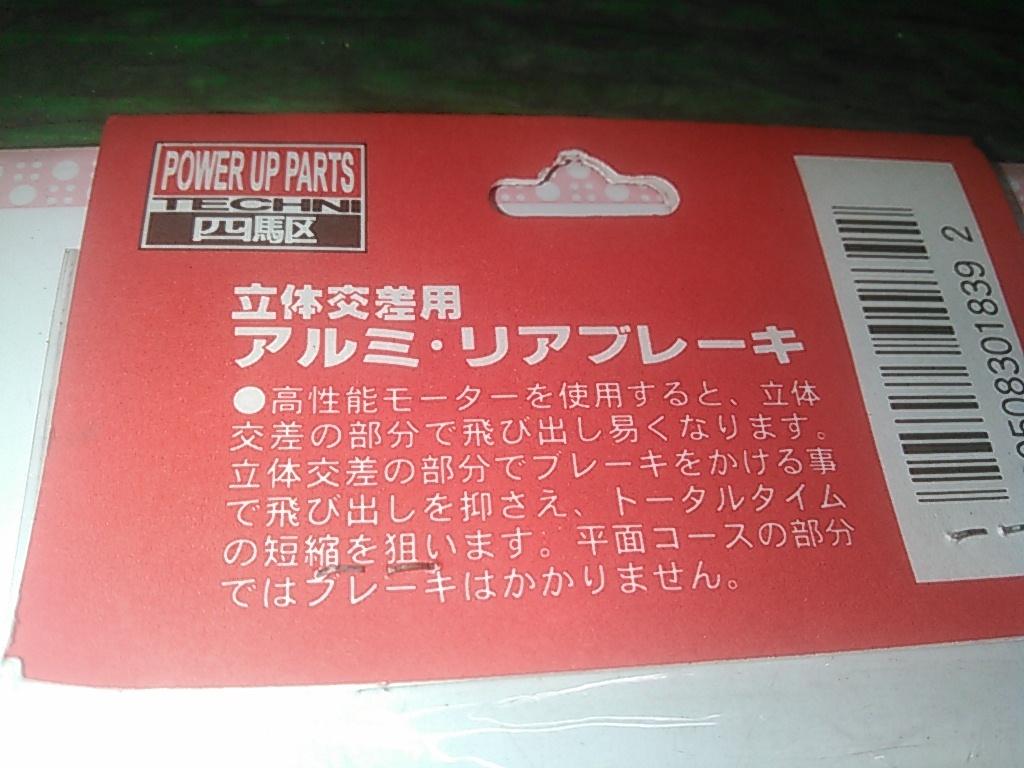 POWER UP PARTS
TECHNI
四駆
立体交差用
アルミ・リアブレーキ
●高性能モーターを使用すると、立体
交差の部分で飛び出し易くなります。
立体交差の部分でブレーキをかける事
で飛び出しを抑さえ、トータルタイム
の短縮を狙います。平面コースの部分
ではブレーキはかかりません。
9508301839 2